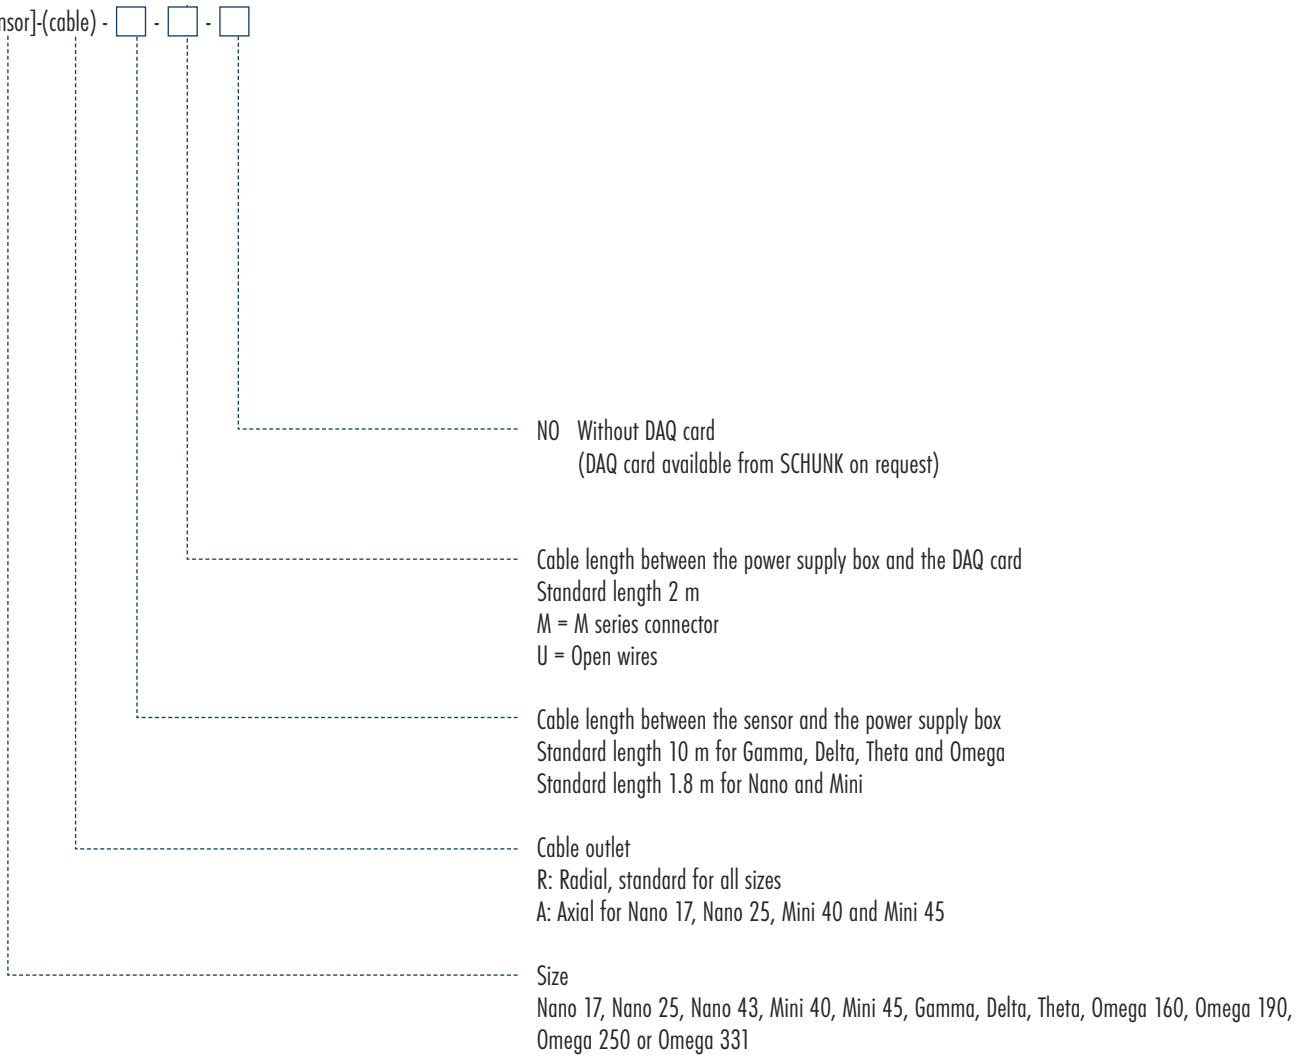 nsor]-(cable) - - -
NO Without DAQ card
(DAQ card available from SCHUNK on request)
Cable length between the power supply box and the DAQ card
Standard length 2 m
M = M series connector
U = Open wires
Cable length between the sensor and the power supply box
Standard length 10 m for Gamma, Delta, Theta and Omega
Standard length 1.8 m for Nano and Mini
Cable outlet
R: Radial, standard for all sizes
A: Axial for Nano 17, Nano 25, Mini 40 and Mini 45
Size
Nano 17, Nano 25, Nano 43, Mini 40, Mini 45, Gamma, Delta, Theta, Omega 160, Omega 190,
Omega 250 or Omega 331